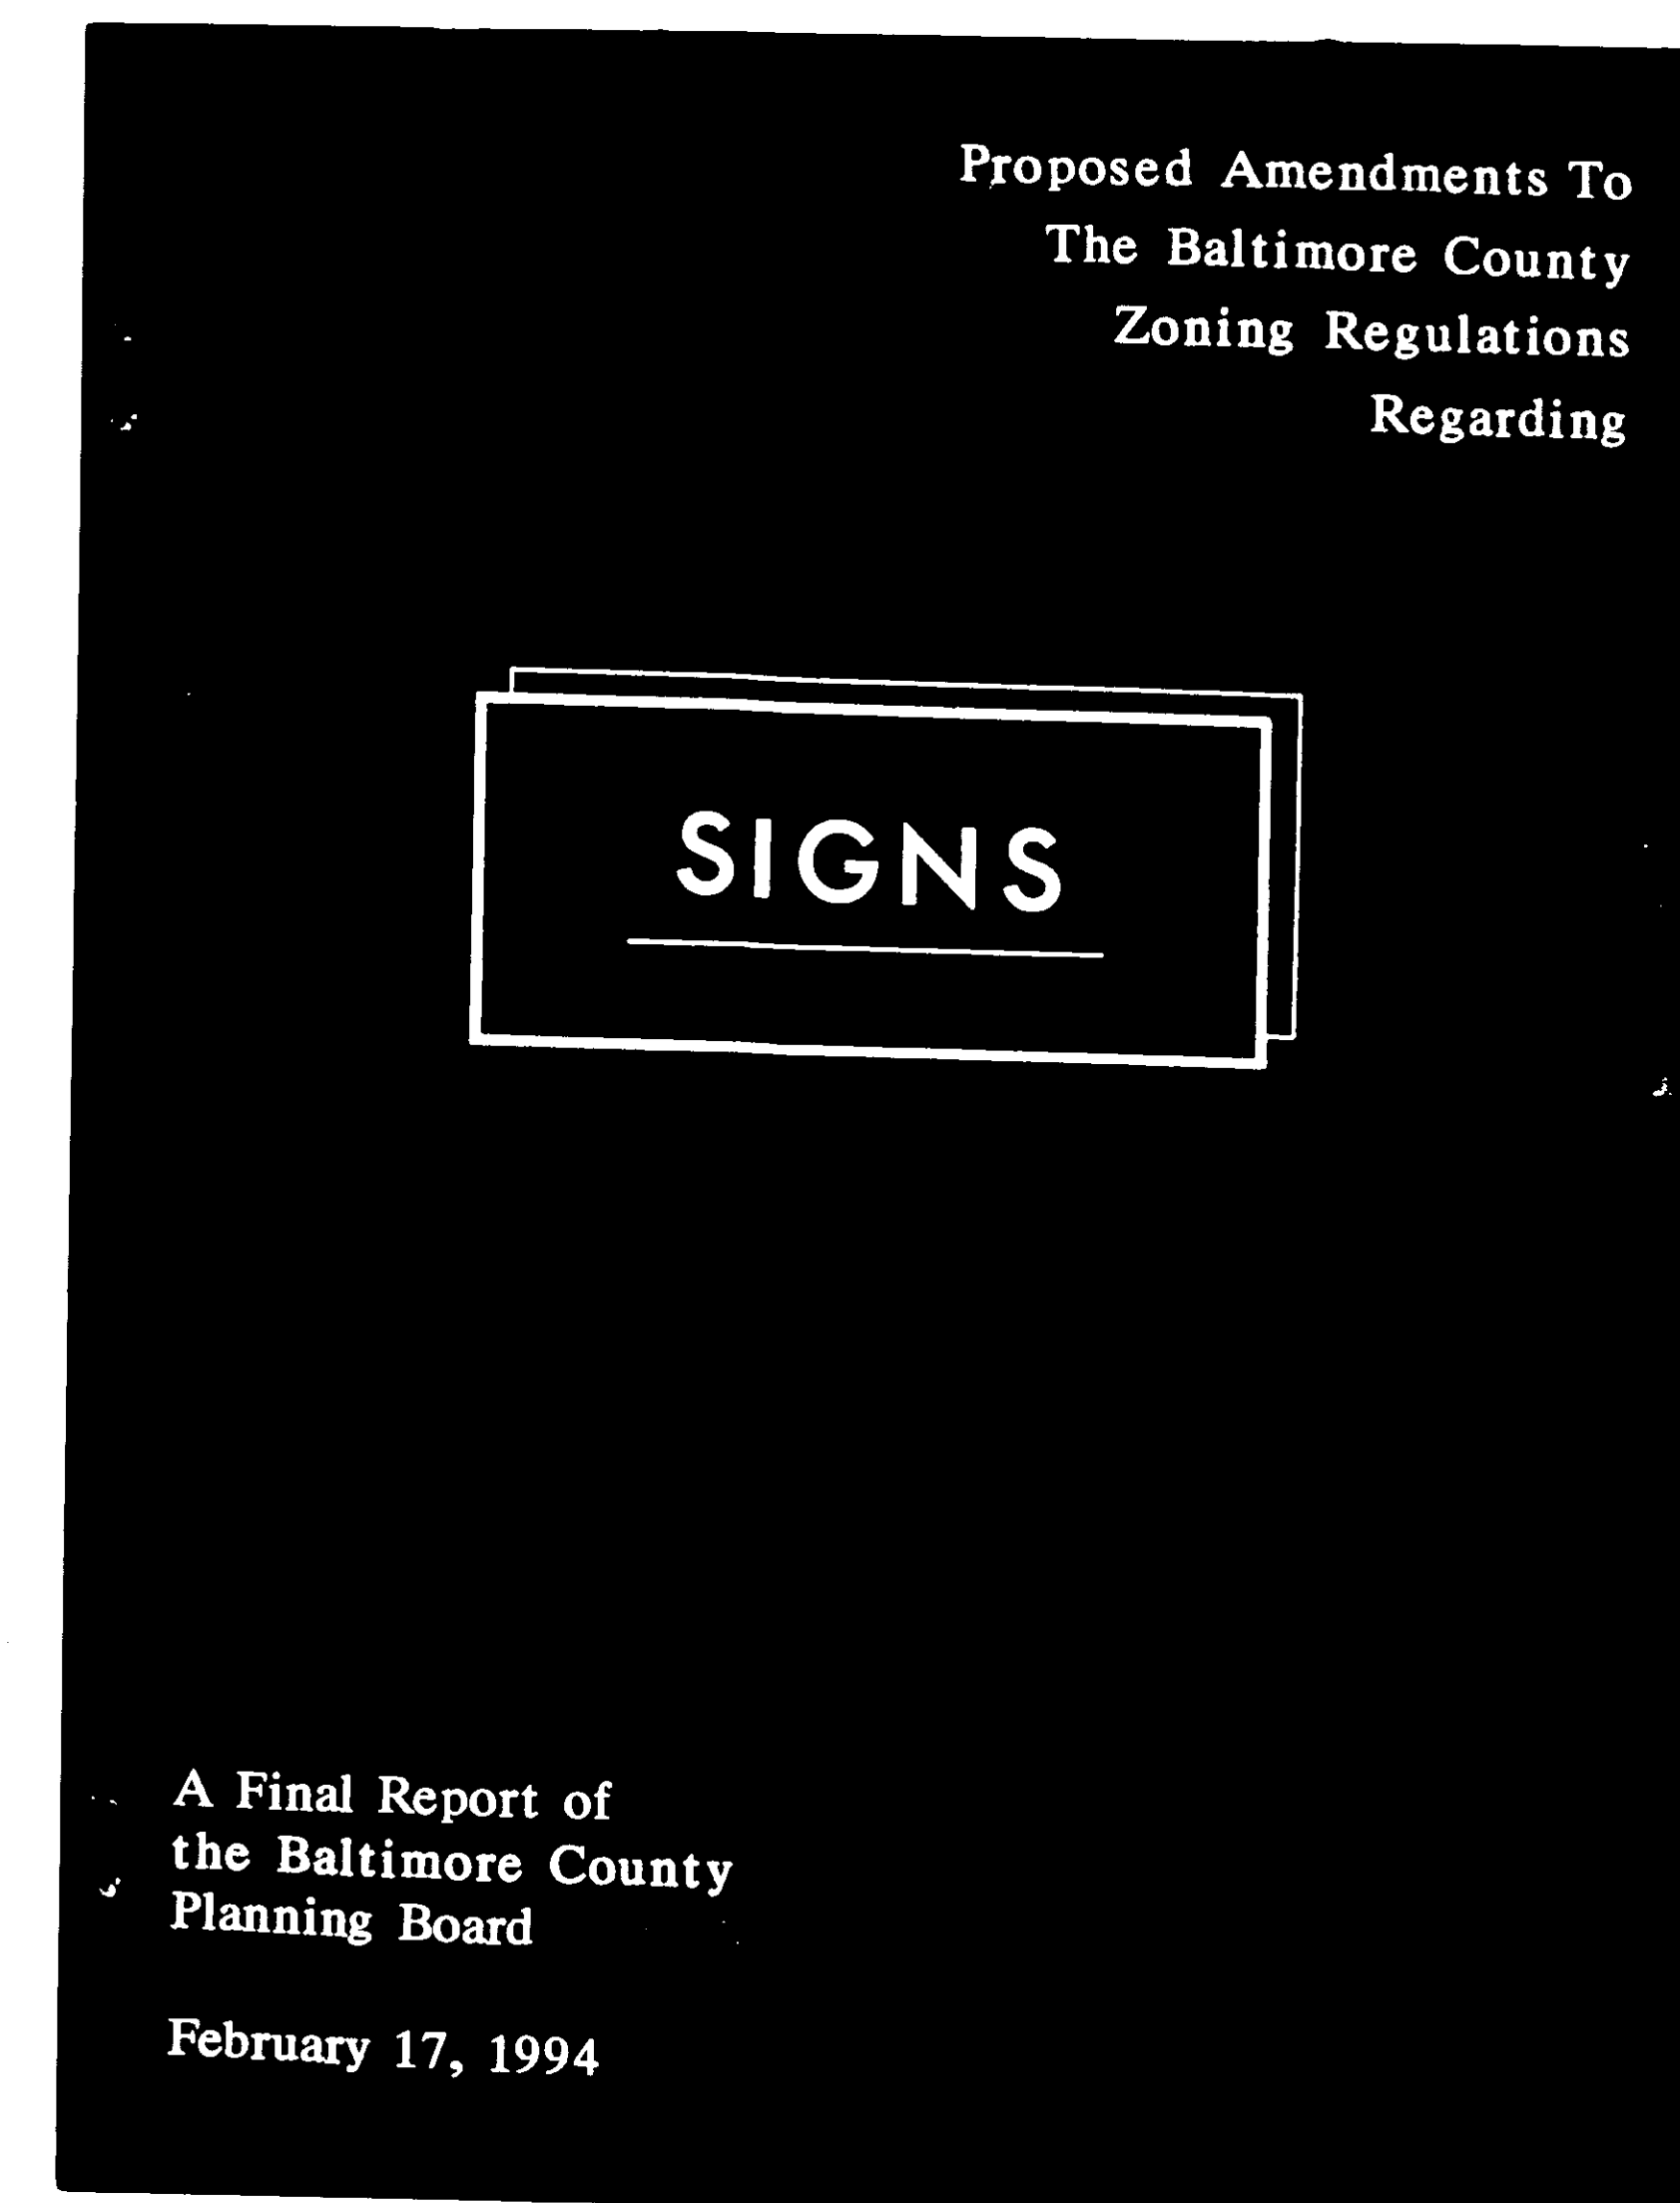 Proposed Amendments To
The Baltimore County
Zoning Regulations
Regarding
SIGNS
A Final Report of
the Baltimore County
Planning Board
February 17, 1994